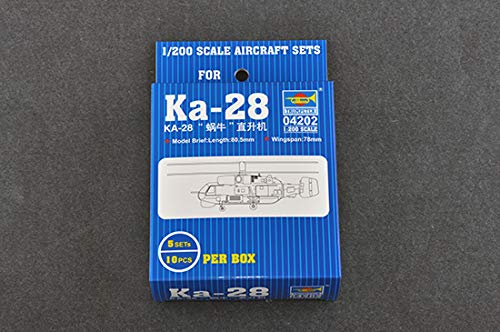 1/200 SCALE AIRCRAFT SETS
FOR
Ka-28
KA-28 "蜗牛"直升机
04202
1:200 SCALE
Model Brief:Length:80.5mm
Wingspan:78mm
5 SETs
10 PCS
PER BOX
Ka-28